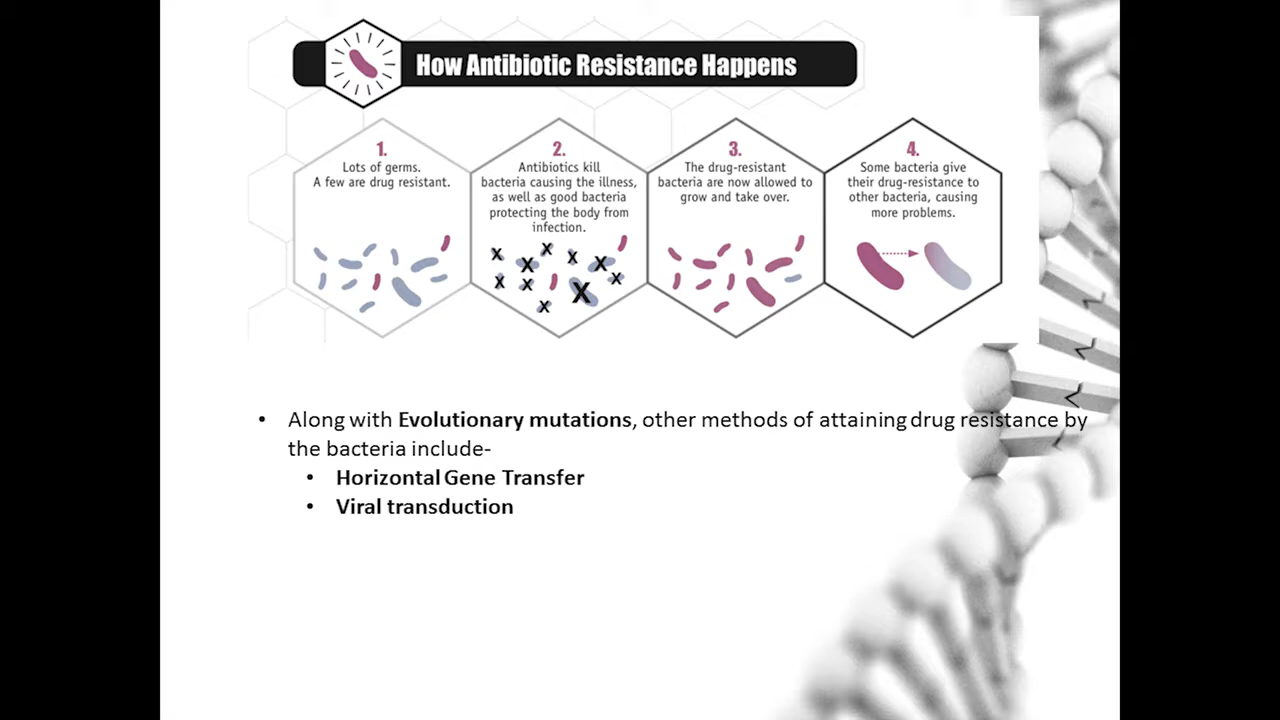 How Antibiotic Resistance Happens
1.
Lots of germs.
A few are drug resistant.
2.
Antibiotics kill
bacteria causing the illness,
as well as good bacteria
protecting the body from
infection.
X X X X X X X X X X X
3.
The drug-resistant
bacteria are now allowed to
grow and take over.
4.
Some bacteria give
their drug-resistance to
other bacteria, causing
more problems.
• Along with Evolutionary mutations, other methods of attaining drug resistance by
the bacteria include-
• Horizontal Gene Transfer
• Viral transduction